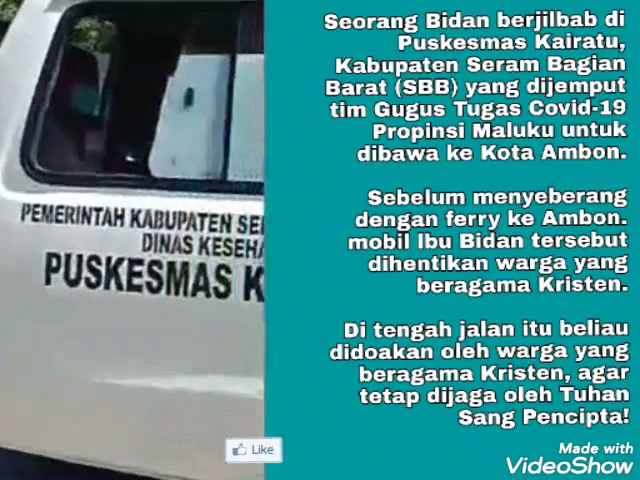 Seorang Bidan berjilbab di
Puskesmas Kairatu,
Kabupaten Seram Bagian
Barat (SBB) yang dijemput
tim Gugus Tugas Covid-19
Propinsi Maluku untuk
dibawa ke Kota Ambon.
Sebelum menyeberang
dengan ferry ke Ambon.
mobil Ibu Bidan tersebut
dihentikan warga yang
beragama Kristen.
Di tengah jalan itu beliau
didoakan oleh warga yang
beragama Kristen, agar
tetap dijaga oleh Tuhan
Sang Pencipta!
PEMERINTAH KABUPATEN SE
DINAS KESEHA
PUSKESMAS K
Like
Made with
VideoShow